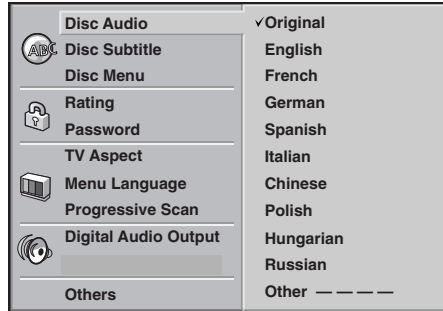 Disc Audio
Disc Subtitle
Disc Menu
Rating
Password
TV Aspect
Menu Language
Progressive Scan
Digital Audio Output
Others
✓Original
English
French
German
Spanish
Italian
Chinese
Polish
Hungarian
Russian
Other — — — —
ABC